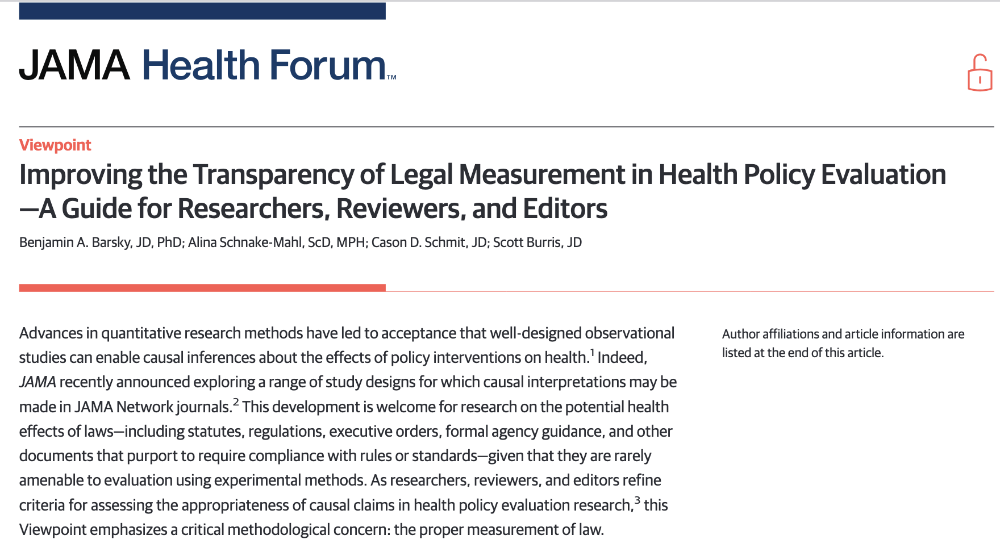 JAMA Health Forum™
Viewpoint
Improving the Transparency of Legal Measurement in Health Policy Evaluation
—A Guide for Researchers, Reviewers, and Editors
Benjamin A. Barsky, JD, PhD; Alina Schnake-Mahl, ScD, MPH; Cason D. Schmit, JD; Scott Burris, JD
Advances in quantitative research methods have led to acceptance that well-designed observational
studies can enable causal inferences about the effects of policy interventions on health.1 Indeed,
JAMA recently announced exploring a range of study designs for which causal interpretations may be
made in JAMA Network journals.2 This development is welcome for research on the potential health
effects of laws—including statutes, regulations, executive orders, formal agency guidance, and other
documents that purport to require compliance with rules or standards—given that they are rarely
amenable to evaluation using experimental methods. As researchers, reviewers, and editors refine
criteria for assessing the appropriateness of causal claims in health policy evaluation research,3 this
Viewpoint emphasizes a critical methodological concern: the proper measurement of law.
Author affiliations and article information are
listed at the end of this article.